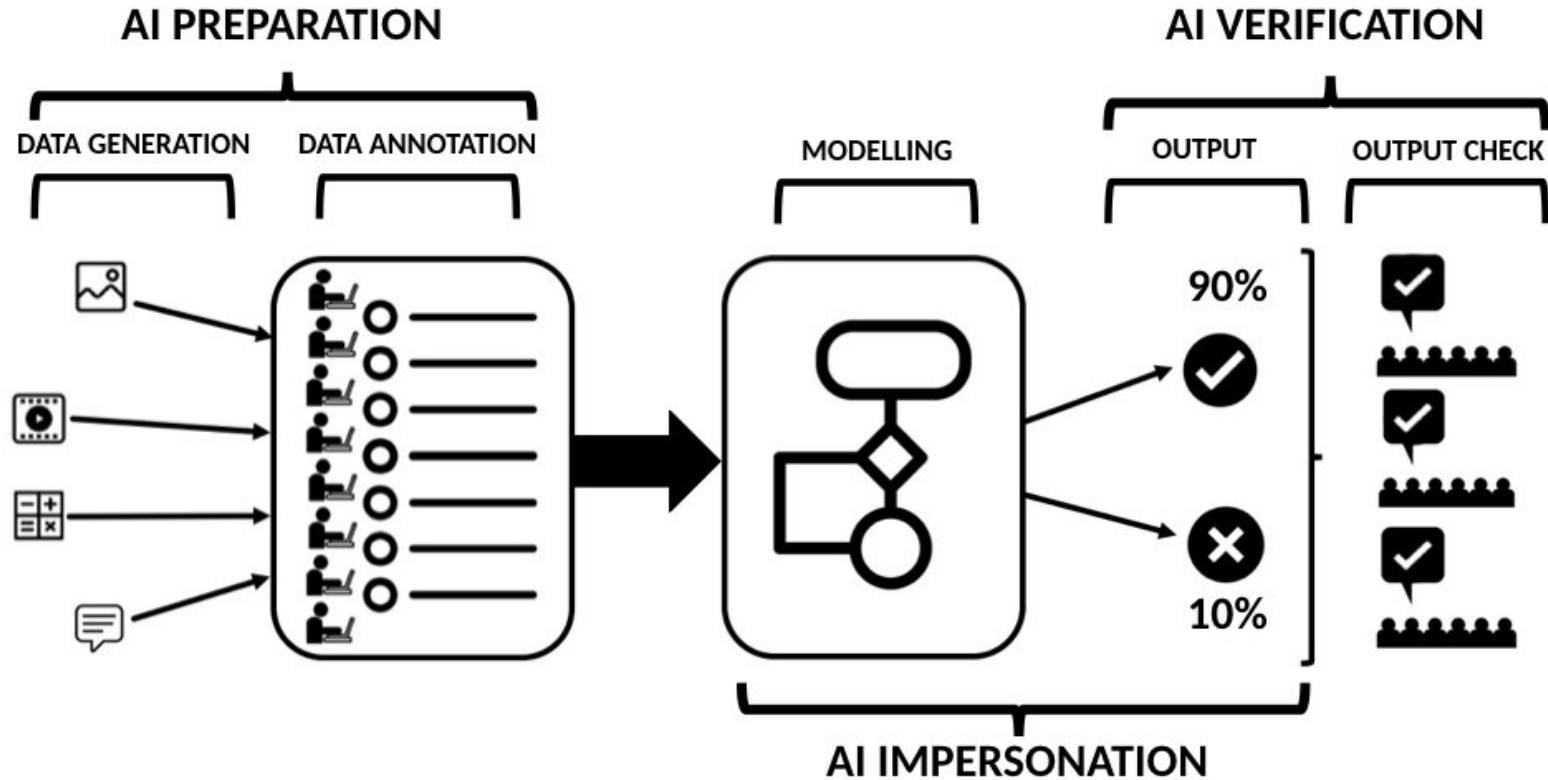 AI PREPARATION
AI VERIFICATION
DATA GENERATION
DATA ANNOTATION
MODELLING
OUTPUT
OUTPUT CHECK
90%
10%
AI IMPERSONATION